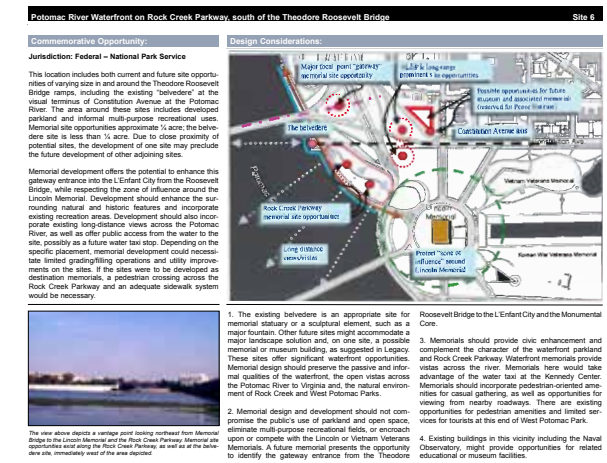 Potomac River Waterfront on Rock Creek Parkway, south of the Theodore Roosevelt Bridge
Site 6
Commemorative Opportunity:
Jurisdiction: Federal – National Park Service
This location includes both current and future site opportu-
nities of varying size in and around the Theodore Roosevelt
Bridge ramps, including the existing "belvedere" at the
visual terminus of Constitution Avenue at the Potomac
River. The area around these sites includes developed
parkland and informal multi-purpose recreational uses.
Memorial site opportunities approximate ¼ acre; the belve-
dere site is less than ¼ acre. Due to close proximity of
potential sites, the development of one site may preclude
the future development of other adjoining sites.
Memorial development offers the potential to enhance this
gateway entrance into the L'Enfant City from the Roosevelt
Bridge, while respecting the zone of influence around the
Lincoln Memorial. Development should enhance the sur-
rounding natural and historic features and incorporate
existing recreation areas. Development should also incor-
porate existing long-distance views across the Potomac
River, as well as offer public access from the water to the
site, possibly as a future water taxi stop. Depending on the
specific placement, memorial development could necessi-
tate limited grading/filling operations and utility improve-
ments on the sites. If the sites were to be developed as
destination memorials, a pedestrian crossing across the
Rock Creek Parkway and an adequate sidewalk system
would be necessary.
The view above depicts a vantage point looking northeast from Memorial
Bridge to the Lincoln Memorial and the Rock Creek Parkway. Memorial site
opportunities exist along the Rock Creek Parkway, as well as at the belve-
dere site, immediately west of the area depicted.
Design Considerations:
Major focal point "gateway"
memorial site opportunity
long-range
prominent
opportunities
Possible opportunities for future
museum and associated memorial
(reserved for Peace Institute)
The belvedere
Constitution Avenue axis
Ave.
Vietnam Veterans Memorial
Rock Creek Parkway
memorial site opportunities
Lincoln
Memorial
Long distance
views/vistas
Protect "zone of
influence" around
Lincoln Memorial
Korean War Veterans Memorial
1. The existing belvedere is an appropriate site for
memorial statuary or a sculptural element, such as a
major fountain. Other future sites might accommodate a
major landscape solution and, on one site, a possible
memorial or museum building, as suggested in Legacy.
These sites offer significant waterfront opportunities.
Memorial design should preserve the passive and infor-
mal qualities of the waterfront, the open vistas across
the Potomac River to Virginia and, the natural environ-
ment of Rock Creek and West Potomac Parks.
2. Memorial design and development should not com-
promise the public's use of parkland and open space,
eliminate multi-purpose recreational fields, or encroach
upon or compete with the Lincoln or Vietnam Veterans
Memorials. A future memorial presents the opportunity
to identify the gateway entrance from the Theodore
Roosevelt Bridge to the L'Enfant City and the Monumental
Core.
3. Memorials should provide civic enhancement and
complement the character of the waterfront parkland
and Rock Creek Parkway. Waterfront memorials provide
vistas across the river. Memorials here would take
advantage of the water taxi at the Kennedy Center.
Memorials should incorporate pedestrian-oriented ame-
nities for casual gathering, as well as opportunities for
viewing from nearby roadways. There are existing
opportunities for pedestrian amenities and limited ser-
vices for tourists at this end of West Potomac Park.
4. Existing buildings in this vicinity including the Naval
Observatory, might provide opportunities for related
educational or museum facilities.